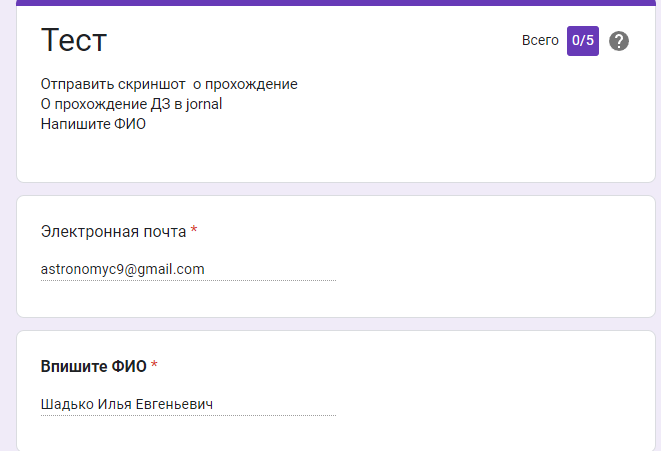 Тест
Всего 0/5 ?
Отправить скриншот о прохождение
О прохождение ДЗ в jornal
Напишите ФИО
Электронная почта *
astronomyc9@gmail.com
Впишите ФИО *
Шадько Илья Евгеньевич